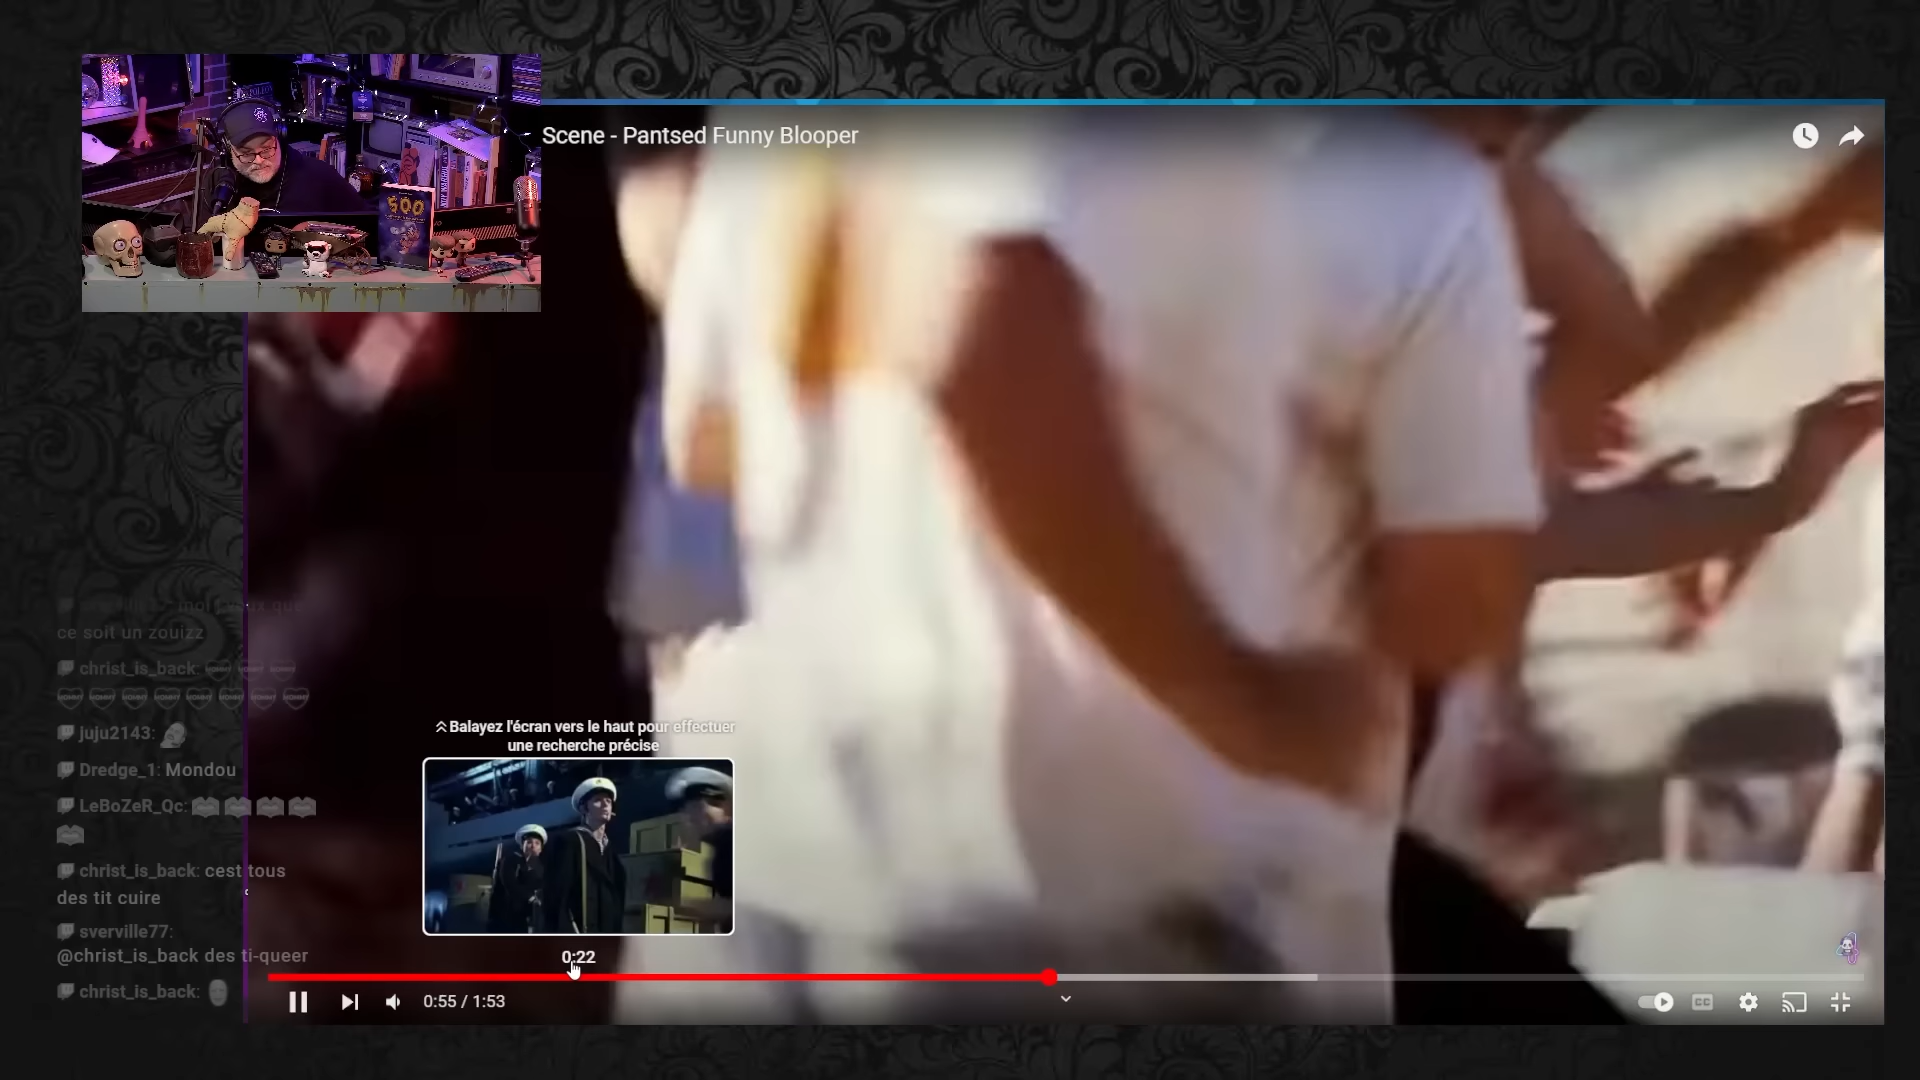 Scene - Pantsed Funny Blooper
500
ce soit un zouizz
christ_is_back:
juju2143:
Dredge_1: Mondou
LeBoZeR_Qc:
christ_is_back: cest tous
des tit cuire
sverville77:
@christ_is_back des ti-queer
christ_is_back:
Balayez l'écran vers le haut pour effectuer
une recherche précise
0:22
0:55 / 1:53
CC